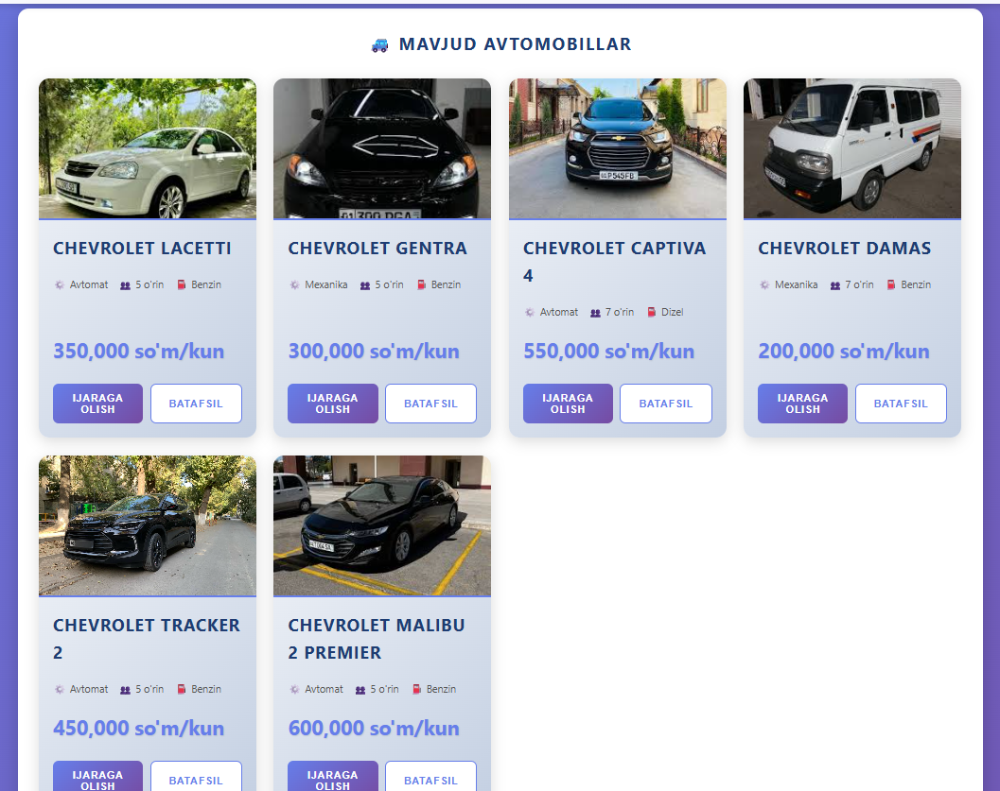 MAVJUD AVTOMOBILLAR
CHEVROLET LACETTI
Avtomat 5 o'rin Benzin
350,000 so'm/kun
IJARAGA
OLISH
BATAFSIL
CHEVROLET GENTRA
Mexanika 5 o'rin Benzin
300,000 so'm/kun
IJARAGA
OLISH
BATAFSIL
P545FB
CHEVROLET CAPTIVA
4
Avtomat 7 o'rin Dizel
550,000 so'm/kun
IJARAGA
OLISH
BATAFSIL
CHEVROLET DAMAS
Mexanika 7 o'rin Benzin
200,000 so'm/kun
IJARAGA
OLISH
BATAFSIL
CHEVROLET TRACKER
2
Avtomat 5 o'rin Benzin
450,000 so'm/kun
IJARAGA
OLISH
BATAFSIL
CHEVROLET MALIBU
2 PREMIER
Avtomat 5 o'rin Benzin
600,000 so'm/kun
IJARAGA
OLISH
BATAFSIL